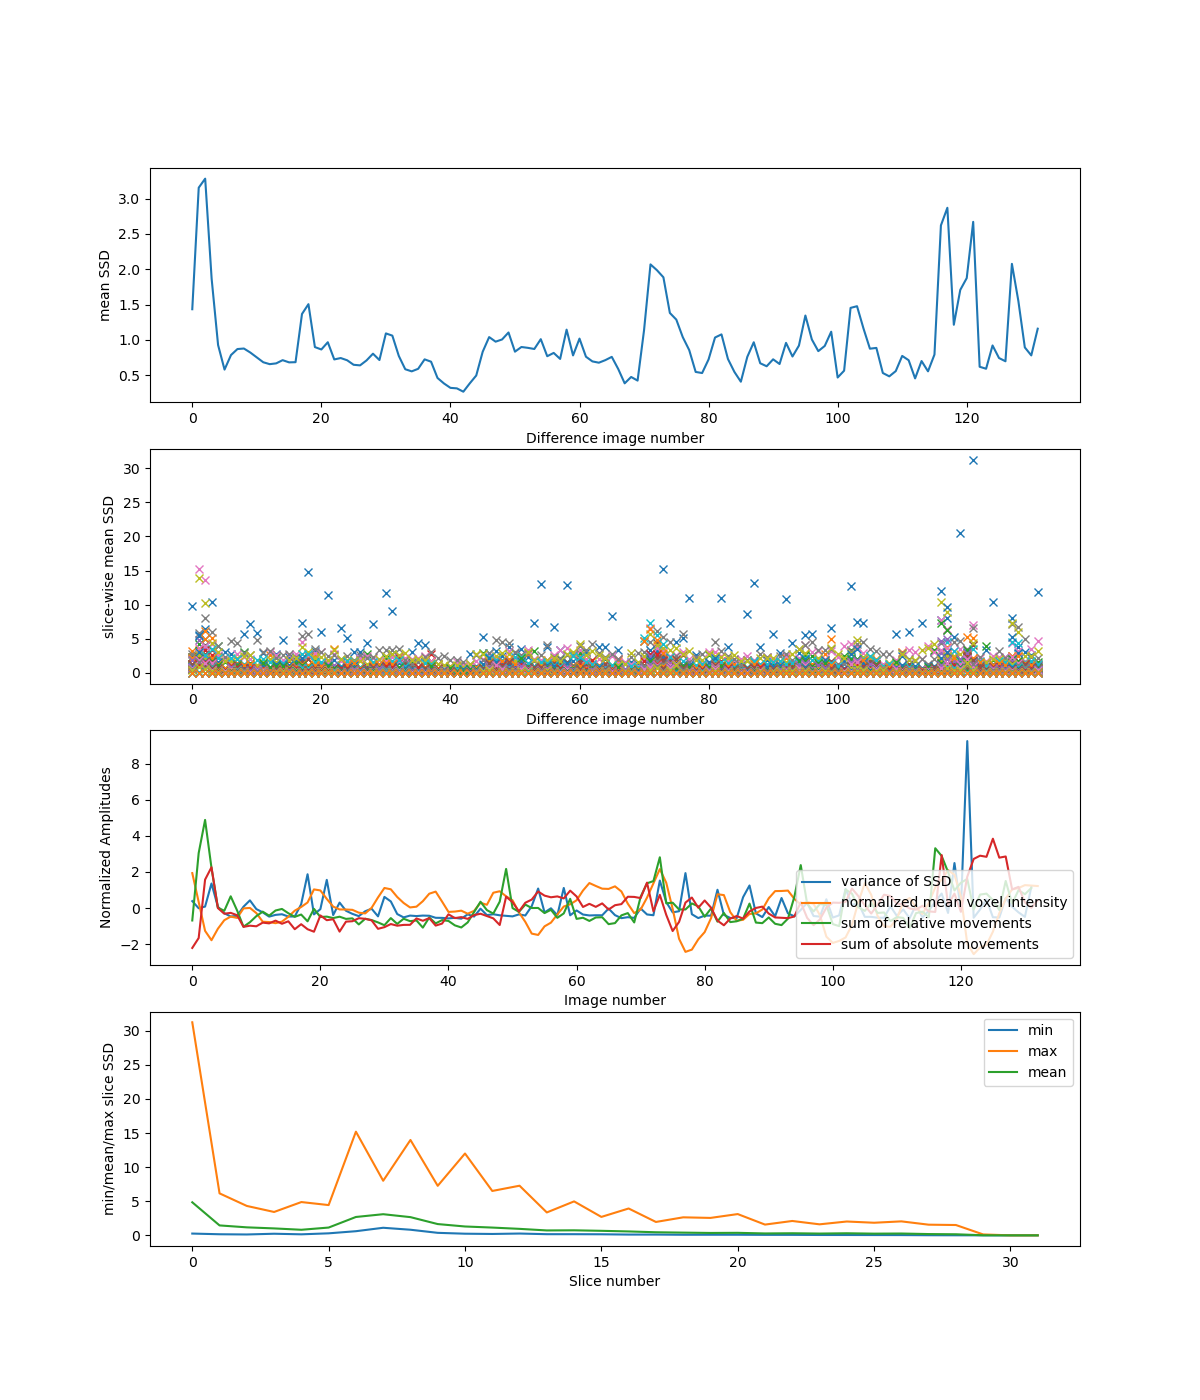 mean SSD
3.0
2.5
2.0
1.5
1.0
0.5
0 20 40 60 80 100 120
Difference image number
slice-wise mean SSD
30
25
20
15
10
5
0
0 20 40 60 80 100 120
Difference image number
Normalized Amplitudes
8
6
4
2
0
−2
variance of SSD
normalized mean voxel intensity
sum of relative movements
sum of absolute movements
0 20 40 60 80 100 120
Image number
min/mean/max slice SSD
30
25
20
15
10
5
0
min
max
mean
0 5 10 15 20 25 30
Slice number